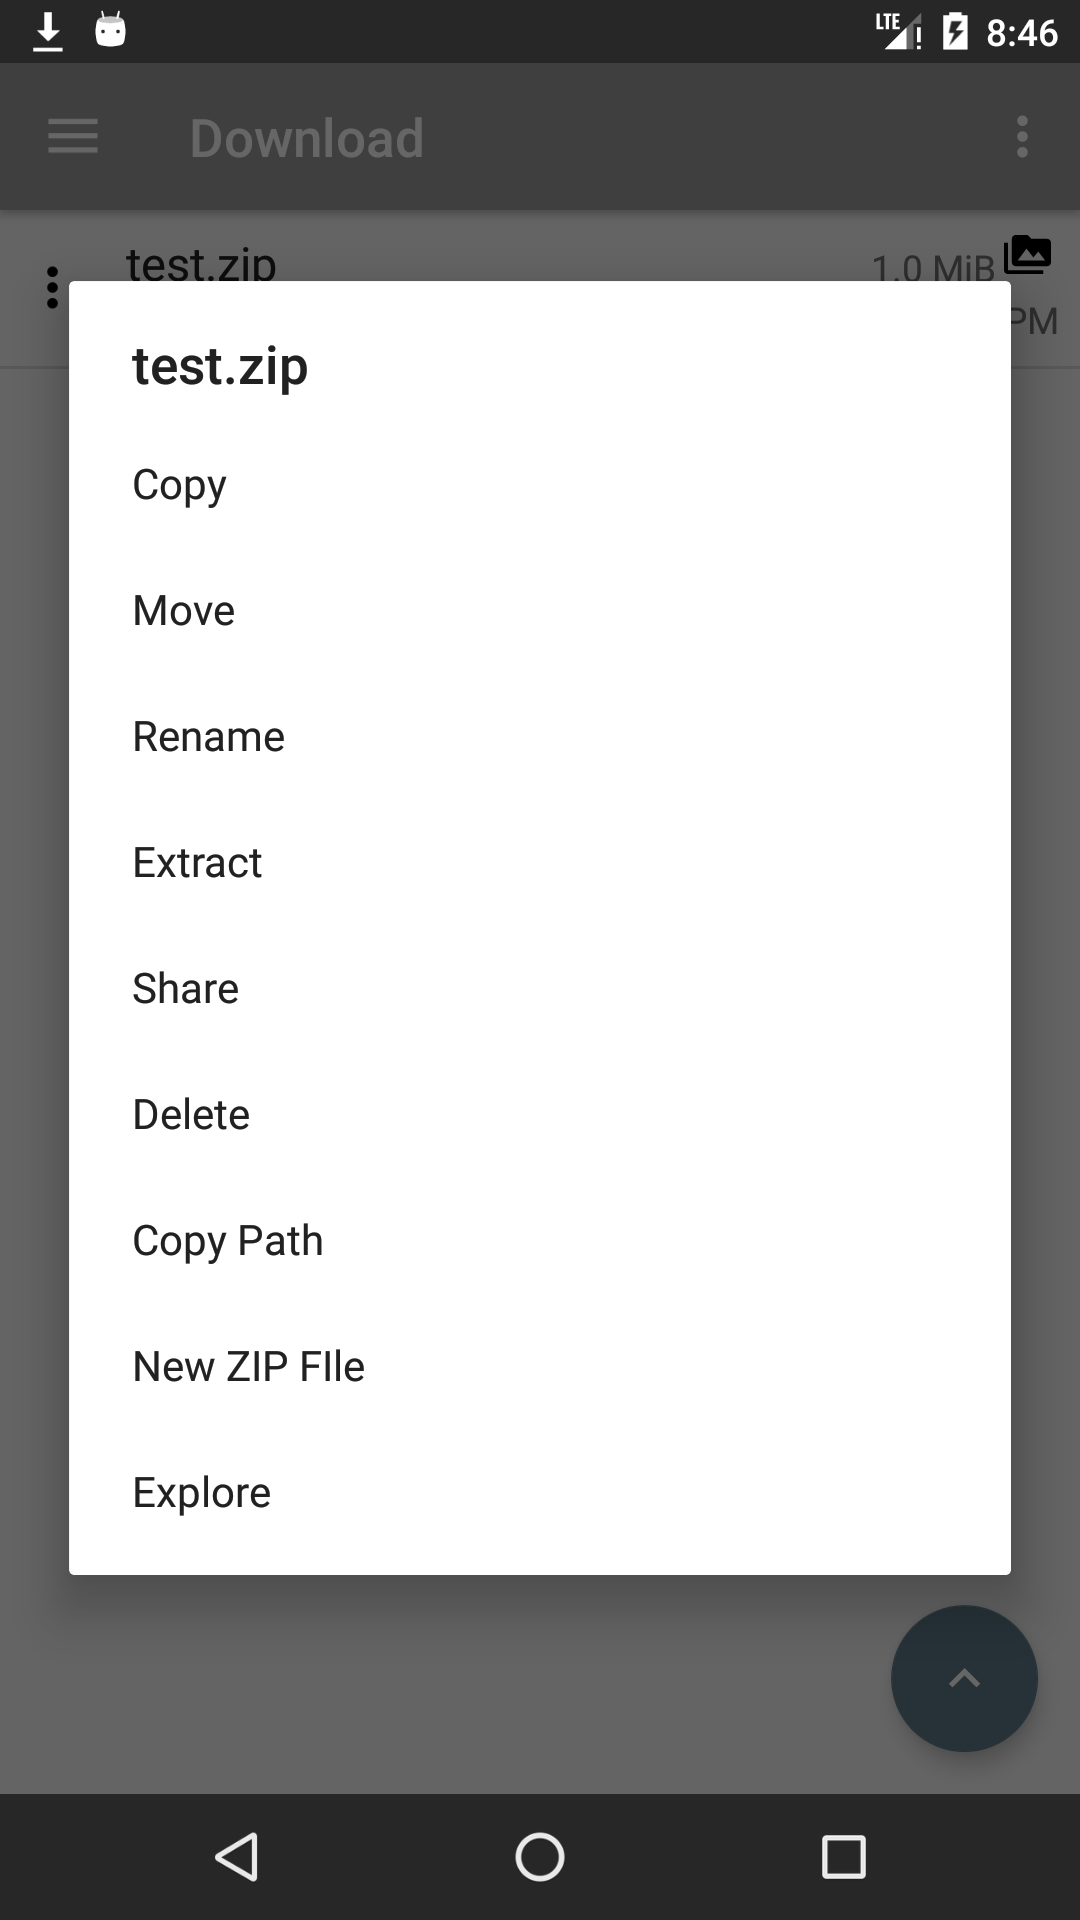 LTE 8:46
Download
test.zip 1.0 MiB
PM
test.zip
Copy
Move
Rename
Extract
Share
Delete
Copy Path
New ZIP FIle
Explore